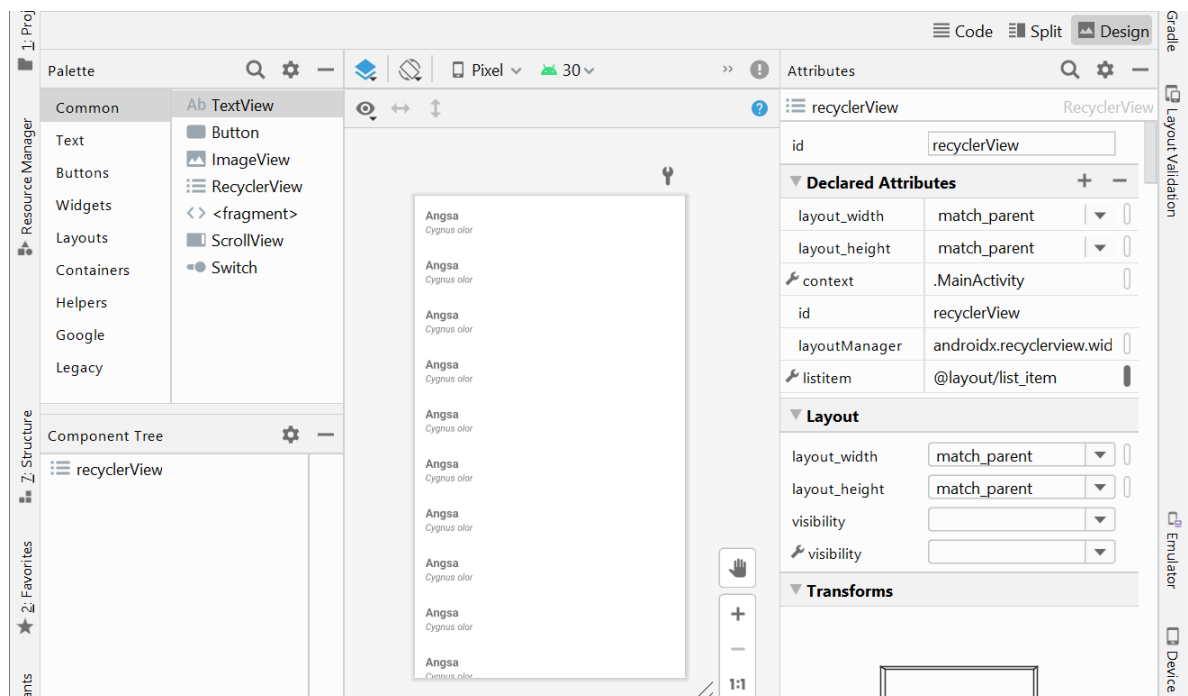 1: Proj
Resource Manager
Z: Structure
2: Favorites
ants
Code
Split
Design
Palette
Common
Text
Buttons
Widgets
Layouts
Containers
Helpers
Google
Legacy
Ab TextView
Button
ImageView
RecyclerView
<> <fragment>
ScrollView
Switch
Component Tree
recyclerView
Pixel
30
»
?
Angsa
Cygnus olor
Angsa
Cygnus olor
Angsa
Cygnus olor
Angsa
Cygnus olor
Angsa
Cygnus olor
Angsa
Cygnus olor
Angsa
Cygnus olor
Angsa
Cygnus olor
Angsa
Cygnus olor
Angsa
Cygnus olor
1:1
Attributes
recyclerView RecyclerView
id recyclerView
Declared Attributes
layout_width match_parent
layout_height match_parent
context .MainActivity
id recyclerView
layoutManager androidx.recyclerview.wid
listitem @layout/list_item
Layout
layout_width match_parent
layout_height match_parent
visibility
visibility
Transforms
Gradle
Layout Validation
Emulator
Device